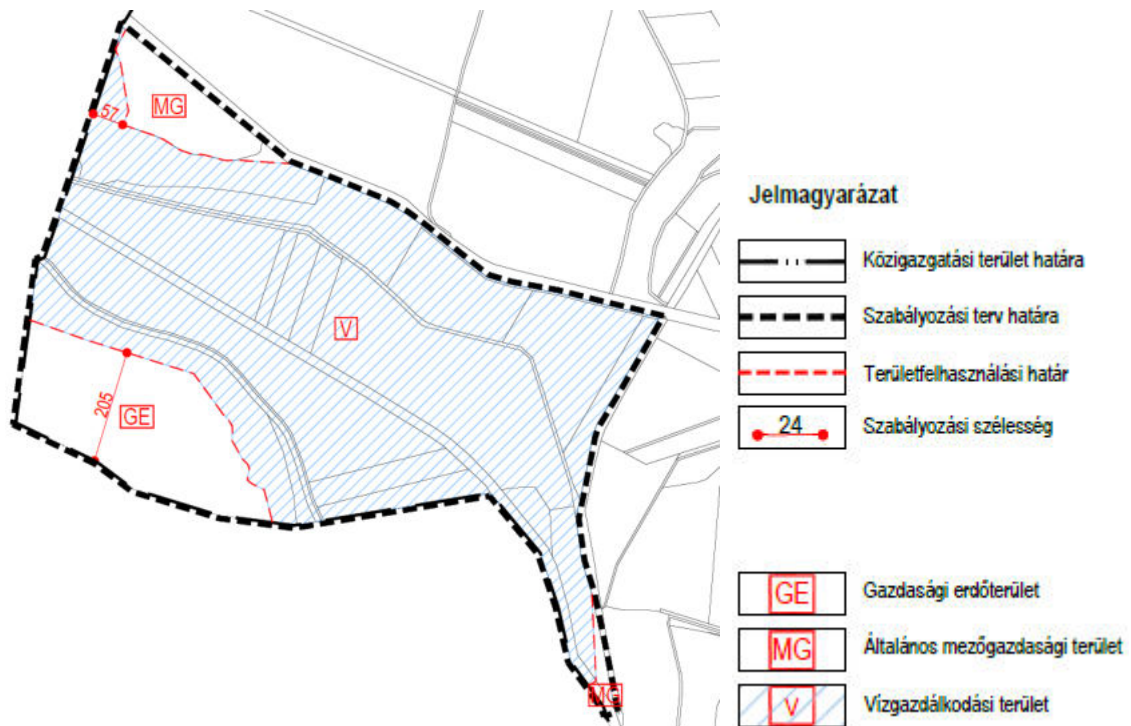 57
MG
V
205
GE
MG
Jelmagyarázat
Közigazgatási terület határa
Szabályozási terv határa
Területfelhasználási határ
24
Szabályozási szélesség
GE
Gazdasági erdőterület
MG
Általános mezőgazdasági terület
V
Vízgazdálkodási terület